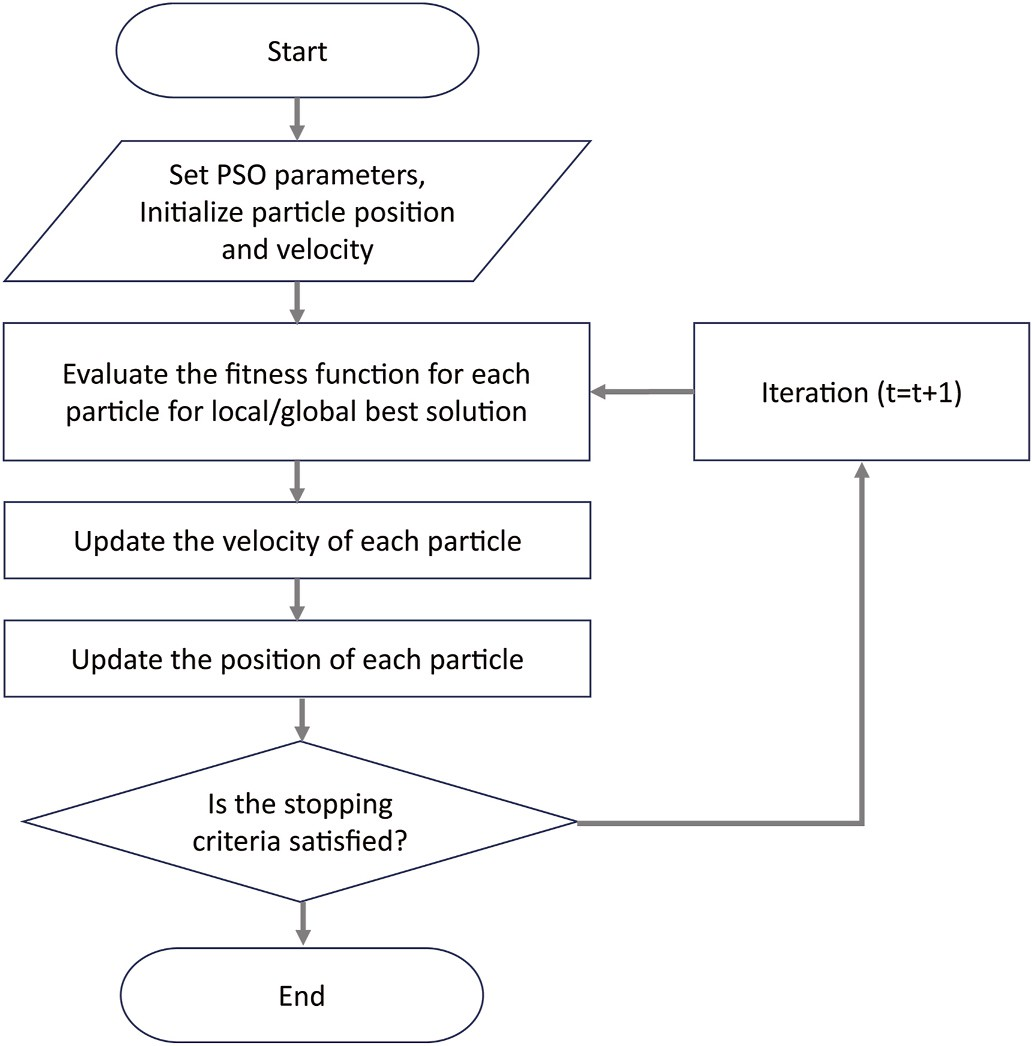 Start
Set PSO parameters,
Initialize particle position
and velocity
Evaluate the fitness function for each
particle for local/global best solution
Iteration (t=t+1)
Update the velocity of each particle
Update the position of each particle
Is the stopping
criteria satisfied?
End